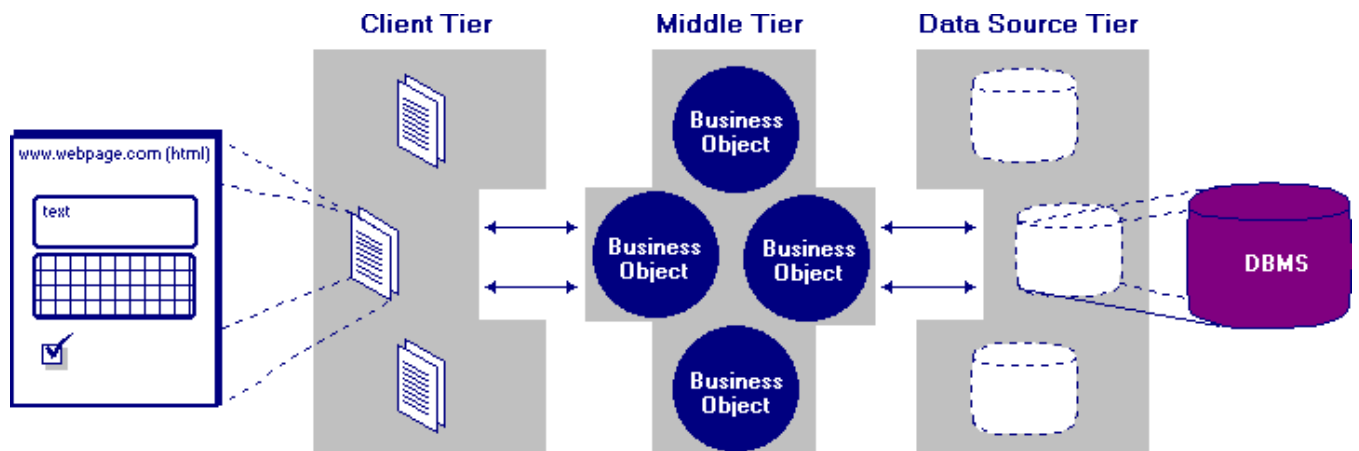 Client Tier
Middle Tier
Data Source Tier
www.webpage.com (html)
text
Business
Object
Business
Object
Business
Object
Business
Object
DBMS